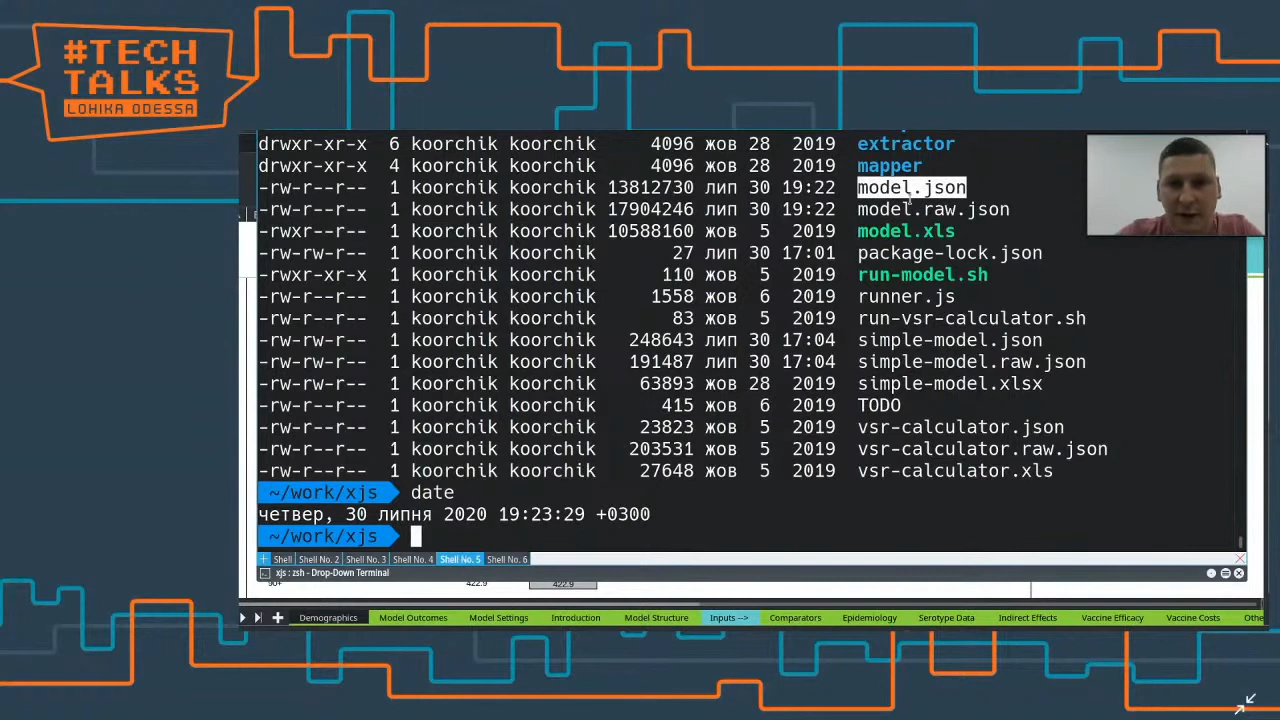 #TECH
TALKS
LOHIKA ODESSA
drwxr-xr-x 6 koorchik koorchik 4096 жов 28 2019 extractor
drwxr-xr-x 4 koorchik koorchik 4096 жов 28 2019 mapper
-rw-r--r-- 1 koorchik koorchik 13812730 лип 30 19:22 model.json
-rw-r--r-- 1 koorchik koorchik 17904246 лип 30 19:22 model.raw.json
-rwxr--r-- 1 koorchik koorchik 10588160 жов 5 2019 model.xls
-rw-rw-r-- 1 koorchik koorchik 27 лип 30 17:01 package-lock.json
-rwxr-xr-x 1 koorchik koorchik 110 жов 5 2019 run-model.sh
-rw-r--r-- 1 koorchik koorchik 1558 жов 6 2019 runner.js
-rw-r--r-- 1 koorchik koorchik 83 жов 5 2019 run-vsr-calculator.sh
-rw-rw-r-- 1 koorchik koorchik 248643 лип 30 17:04 simple-model.json
-rw-rw-r-- 1 koorchik koorchik 191487 лип 30 17:04 simple-model.raw.json
-rw-rw-r-- 1 koorchik koorchik 63893 жов 28 2019 simple-model.xlsx
-rw-r--r-- 1 koorchik koorchik 415 жов 6 2019 TODO
-rw-r--r-- 1 koorchik koorchik 23823 жов 5 2019 vsr-calculator.json
-rw-r--r-- 1 koorchik koorchik 203531 жов 5 2019 vsr-calculator.raw.json
-rw-r--r-- 1 koorchik koorchik 27648 жов 5 2019 vsr-calculator.xls
~/work/xjs date
четвер, 30 липня 2020 19:23:29 +0300
~/work/xjs
+ Shell Shell No. 2 Shell No. 3 Shell No. 4 Shell No. 5 Shell No. 6
xjs : zsh - Drop-Down Terminal
90+ 422.9 422.9
Demographics Model Outcomes Model Settings Introduction Model Structure Inputs --> Comparators Epidemiology Serotype Data Indirect Effects Vaccine Efficacy Vaccine Costs Othe